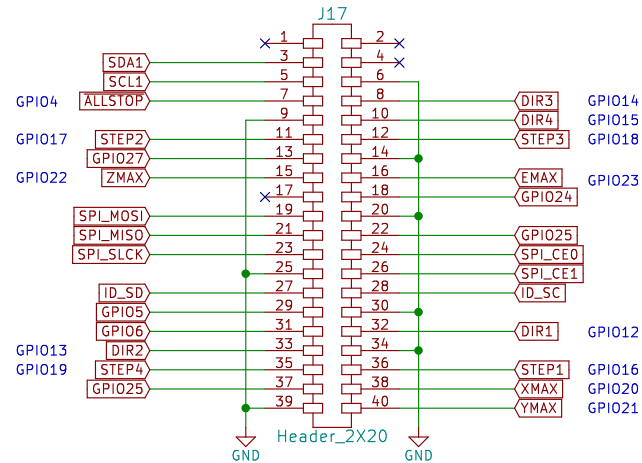 J17
1 2
SDA1 3 4
SCL1 5 6
GPIO4 ALLSTOP 7 8 DIR3 GPIO14
9 10 DIR4 GPIO15
GPIO17 STEP2 11 12 STEP3 GPIO18
GPIO27 13 14
GPIO22 ZMAX 15 16 EMAX GPIO23
17 18 GPIO24
SPI_MOSI 19 20
SPI_MISO 21 22 GPIO25
SPI_SLCK 23 24 SPI_CE0
25 26 SPI_CE1
ID_SD 27 28 ID_SC
GPIO5 29 30
GPIO6 31 32 DIR1 GPIO12
GPIO13 DIR2 33 34
GPIO19 STEP4 35 36 STEP1 GPIO16
GPIO25 37 38 XMAX GPIO20
39 40 YMAX GPIO21
Header_2X20
GND GND